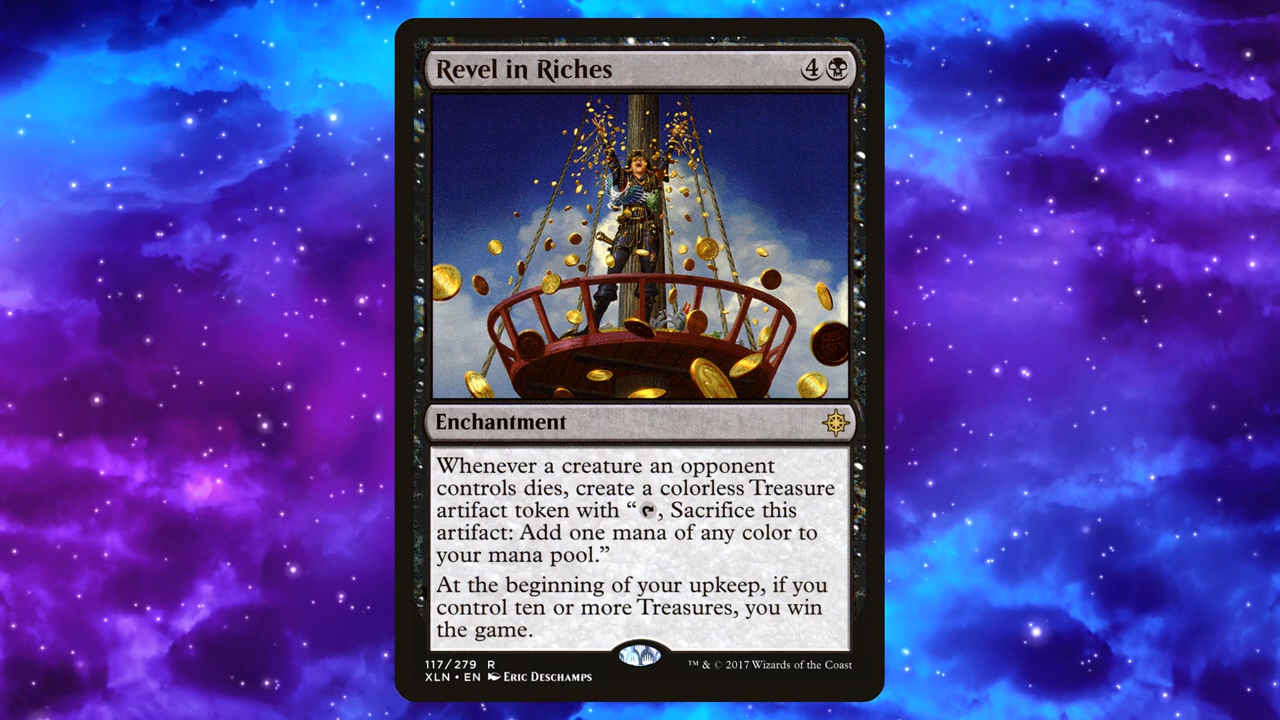 Revel in Riches 4
Enchantment
Whenever a creature an opponent
controls dies, create a colorless Treasure
artifact token with “, Sacrifice this
artifact: Add one mana of any color to
your mana pool.”
At the beginning of your upkeep, if you
control ten or more Treasures, you win
the game.
117/279 R
XLN • EN Eric Deschamps
™ & © 2017 Wizards of the Coast